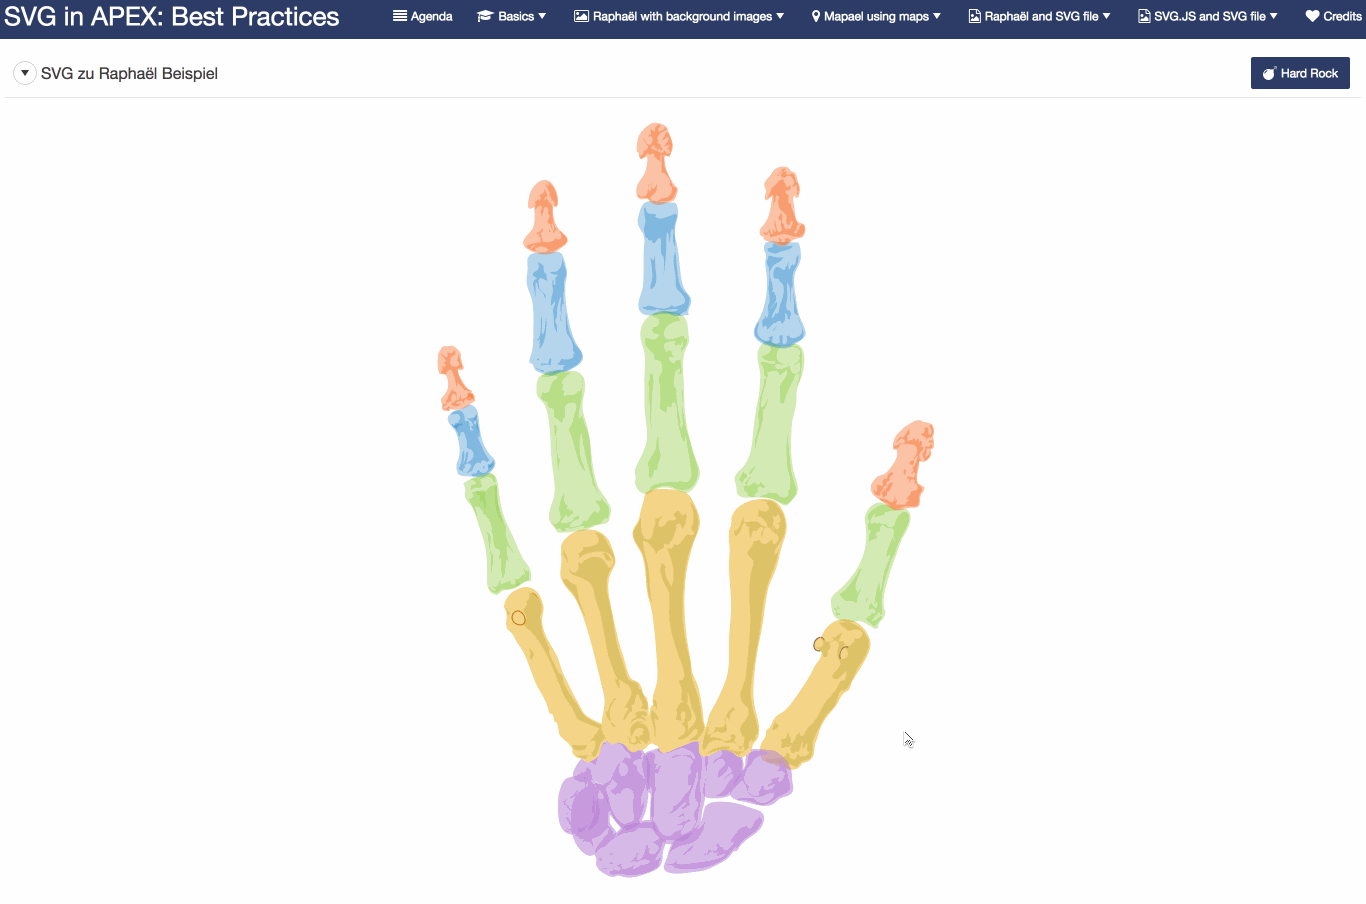 SVG in APEX: Best Practices
Agenda
Basics
Raphaël with background images
Mapael using maps
Raphaël and SVG file
SVG.JS and SVG file
Credits
SVG zu Raphaël Beispiel
Hard Rock